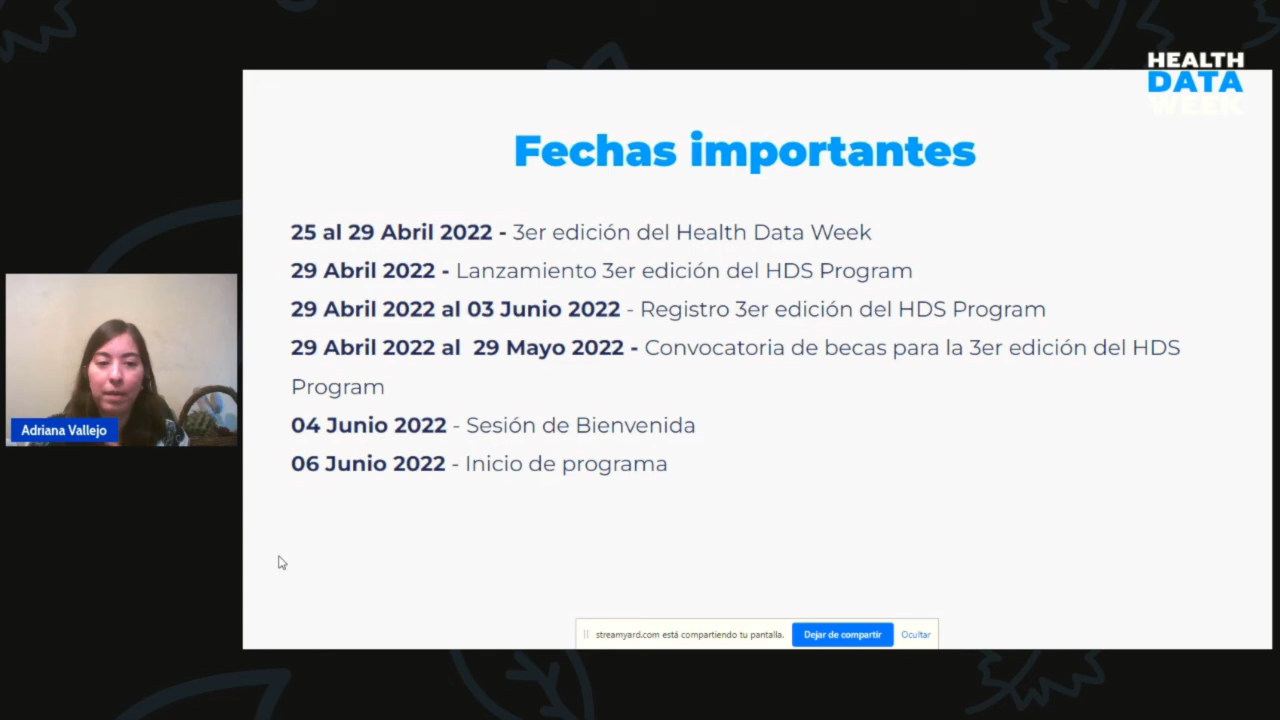 HEALTH
DATA
WEEK
Fechas importantes
25 al 29 Abril 2022 - 3er edición del Health Data Week
29 Abril 2022 - Lanzamiento 3er edición del HDS Program
29 Abril 2022 al 03 Junio 2022 - Registro 3er edición del HDS Program
29 Abril 2022 al 29 Mayo 2022 - Convocatoria de becas para la 3er edición del HDS
Program
04 Junio 2022 - Sesión de Bienvenida
06 Junio 2022 - Inicio de programa
Adriana Vallejo
streamyard.com está compartiendo tu pantalla. Dejar de compartir Ocultar